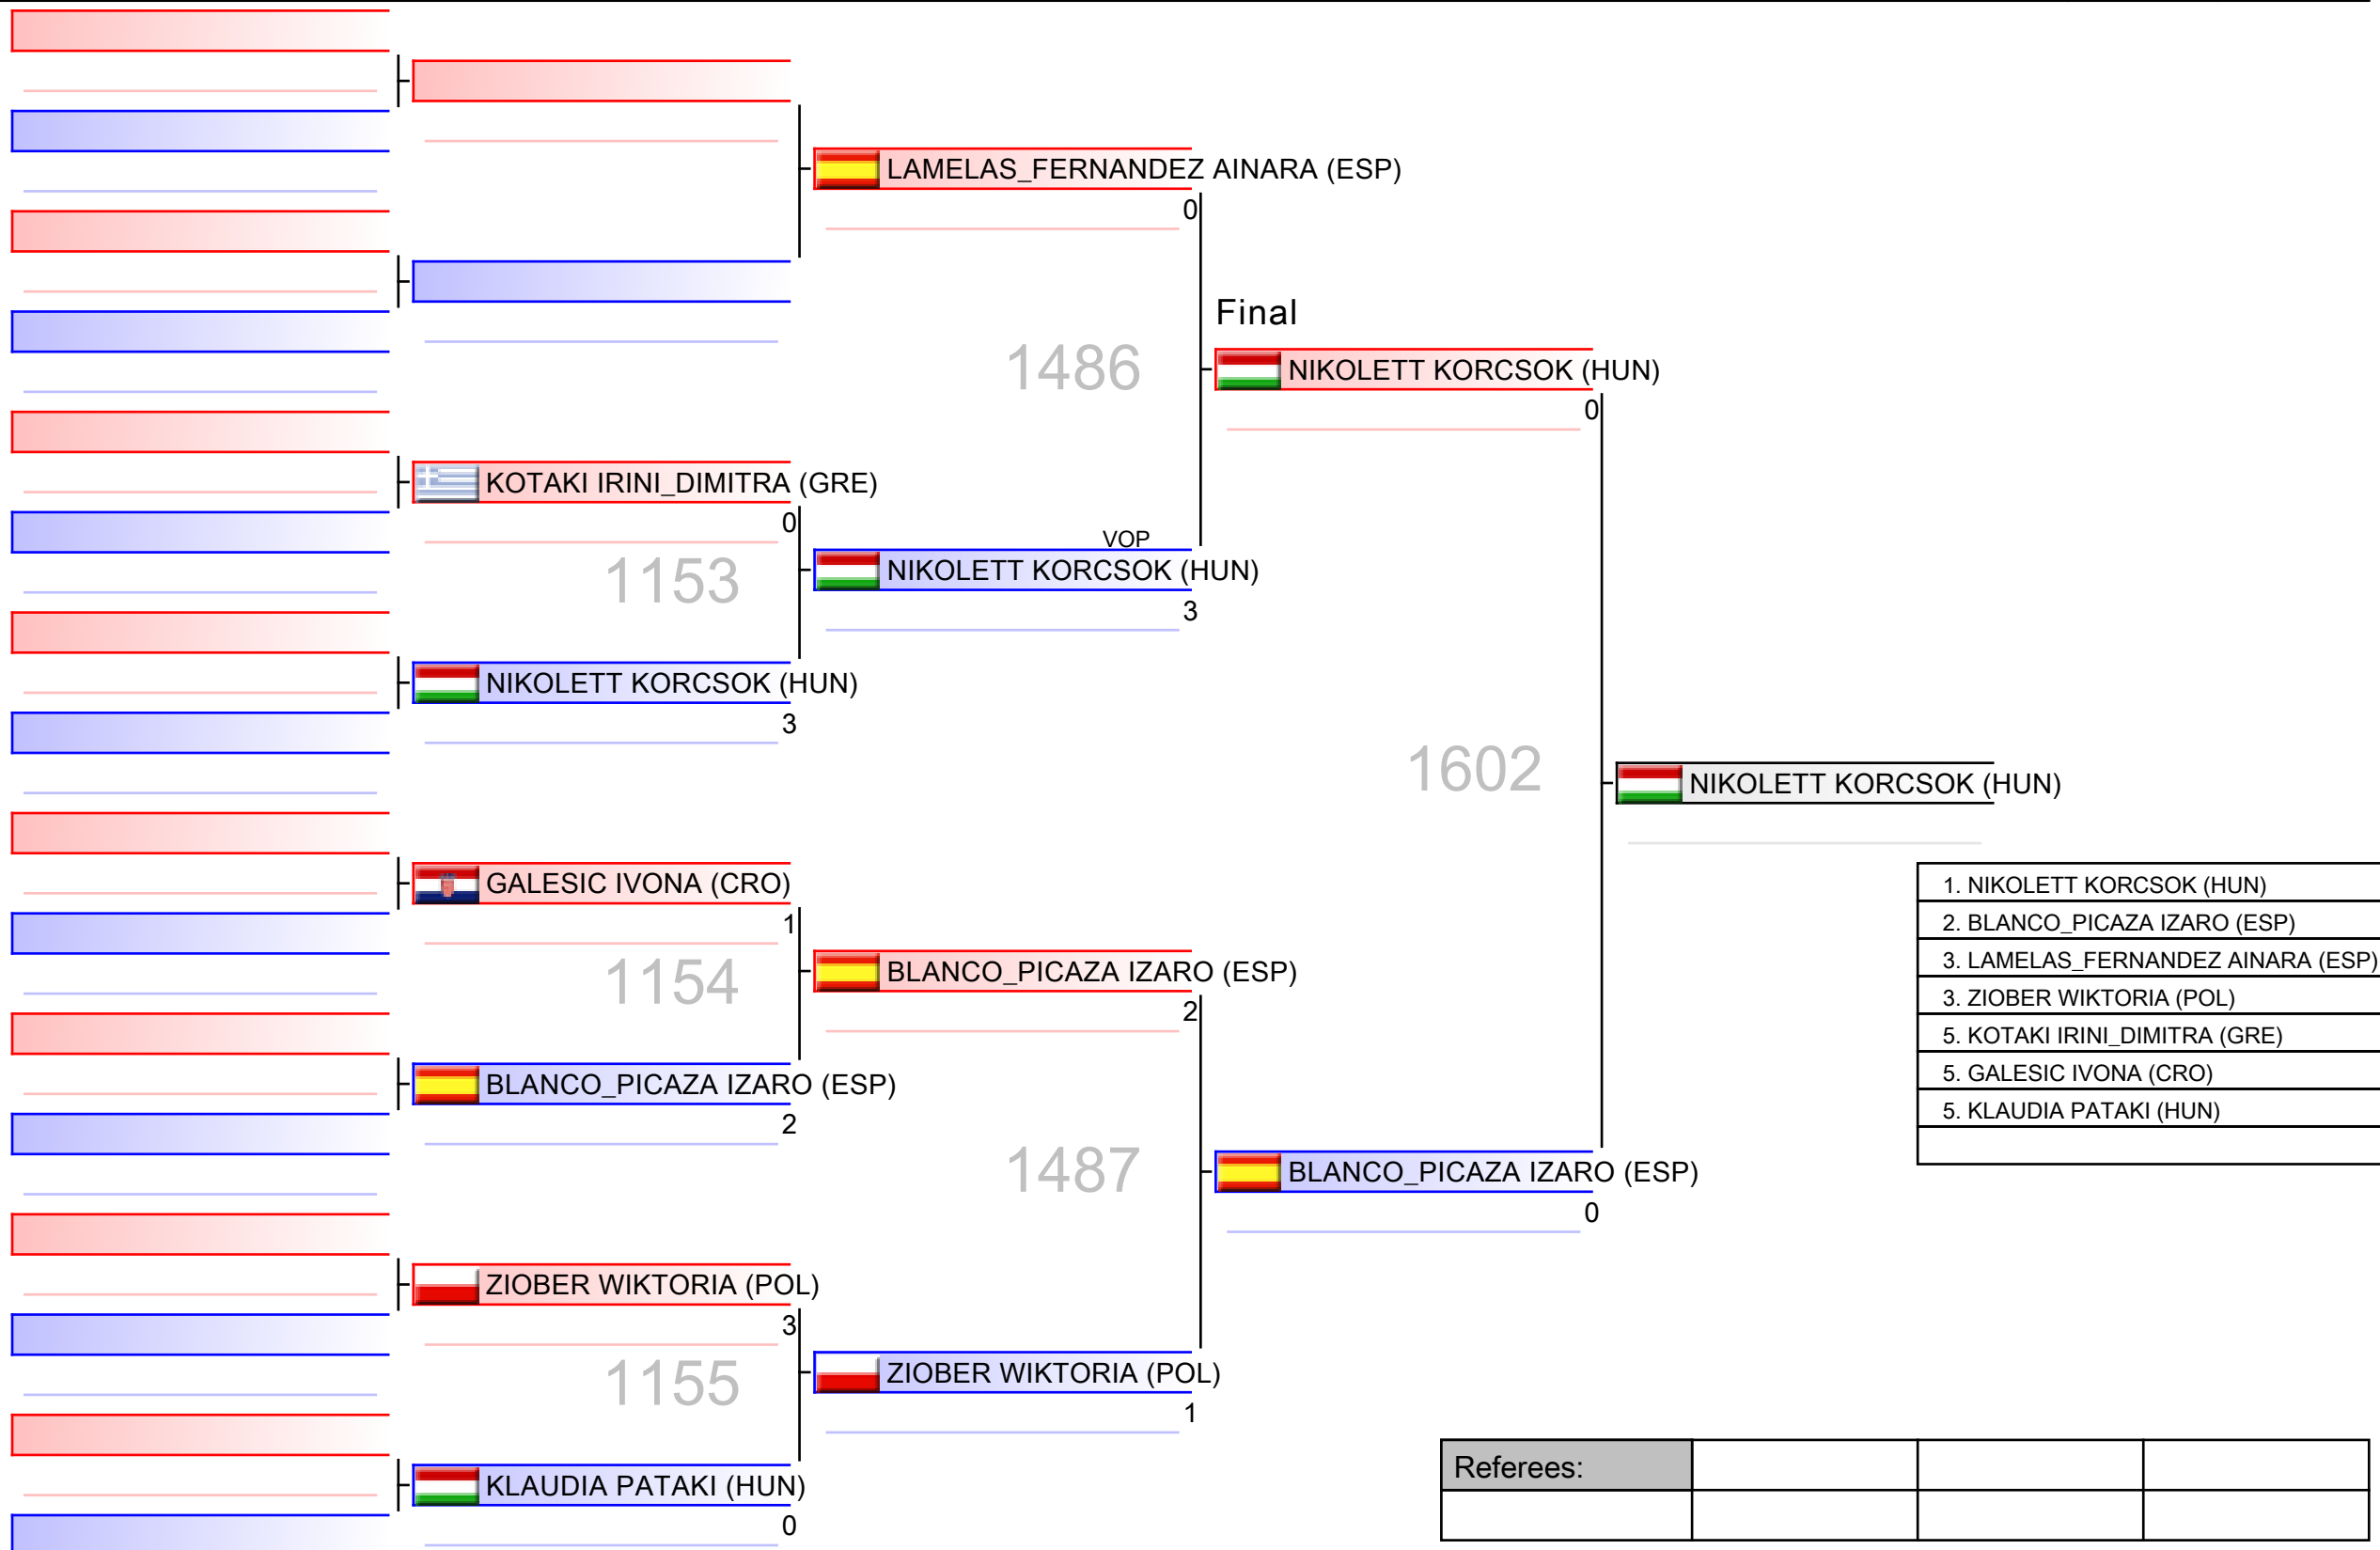 LAMELAS_FERNANDEZ AINARA (ESP)
0
Final
1486
NIKOLETT KORCSOK (HUN)
0
KOTAKI IRINI_DIMITRA (GRE)
0
VOP
1153
NIKOLETT KORCSOK (HUN)
3
NIKOLETT KORCSOK (HUN)
3
1602
NIKOLETT KORCSOK (HUN)
GALESIC IVONA (CRO)
1
1154
BLANCO_PICAZA IZARO (ESP)
2
BLANCO_PICAZA IZARO (ESP)
2
1487
BLANCO_PICAZA IZARO (ESP)
0
ZIOBER WIKTORIA (POL)
3
1155
ZIOBER WIKTORIA (POL)
1
KLAUDIA PATAKI (HUN)
0
1. NIKOLETT KORCSOK (HUN)
2. BLANCO_PICAZA IZARO (ESP)
3. LAMELAS_FERNANDEZ AINARA (ESP)
3. ZIOBER WIKTORIA (POL)
5. KOTAKI IRINI_DIMITRA (GRE)
5. GALESIC IVONA (CRO)
5. KLAUDIA PATAKI (HUN)
Referees: